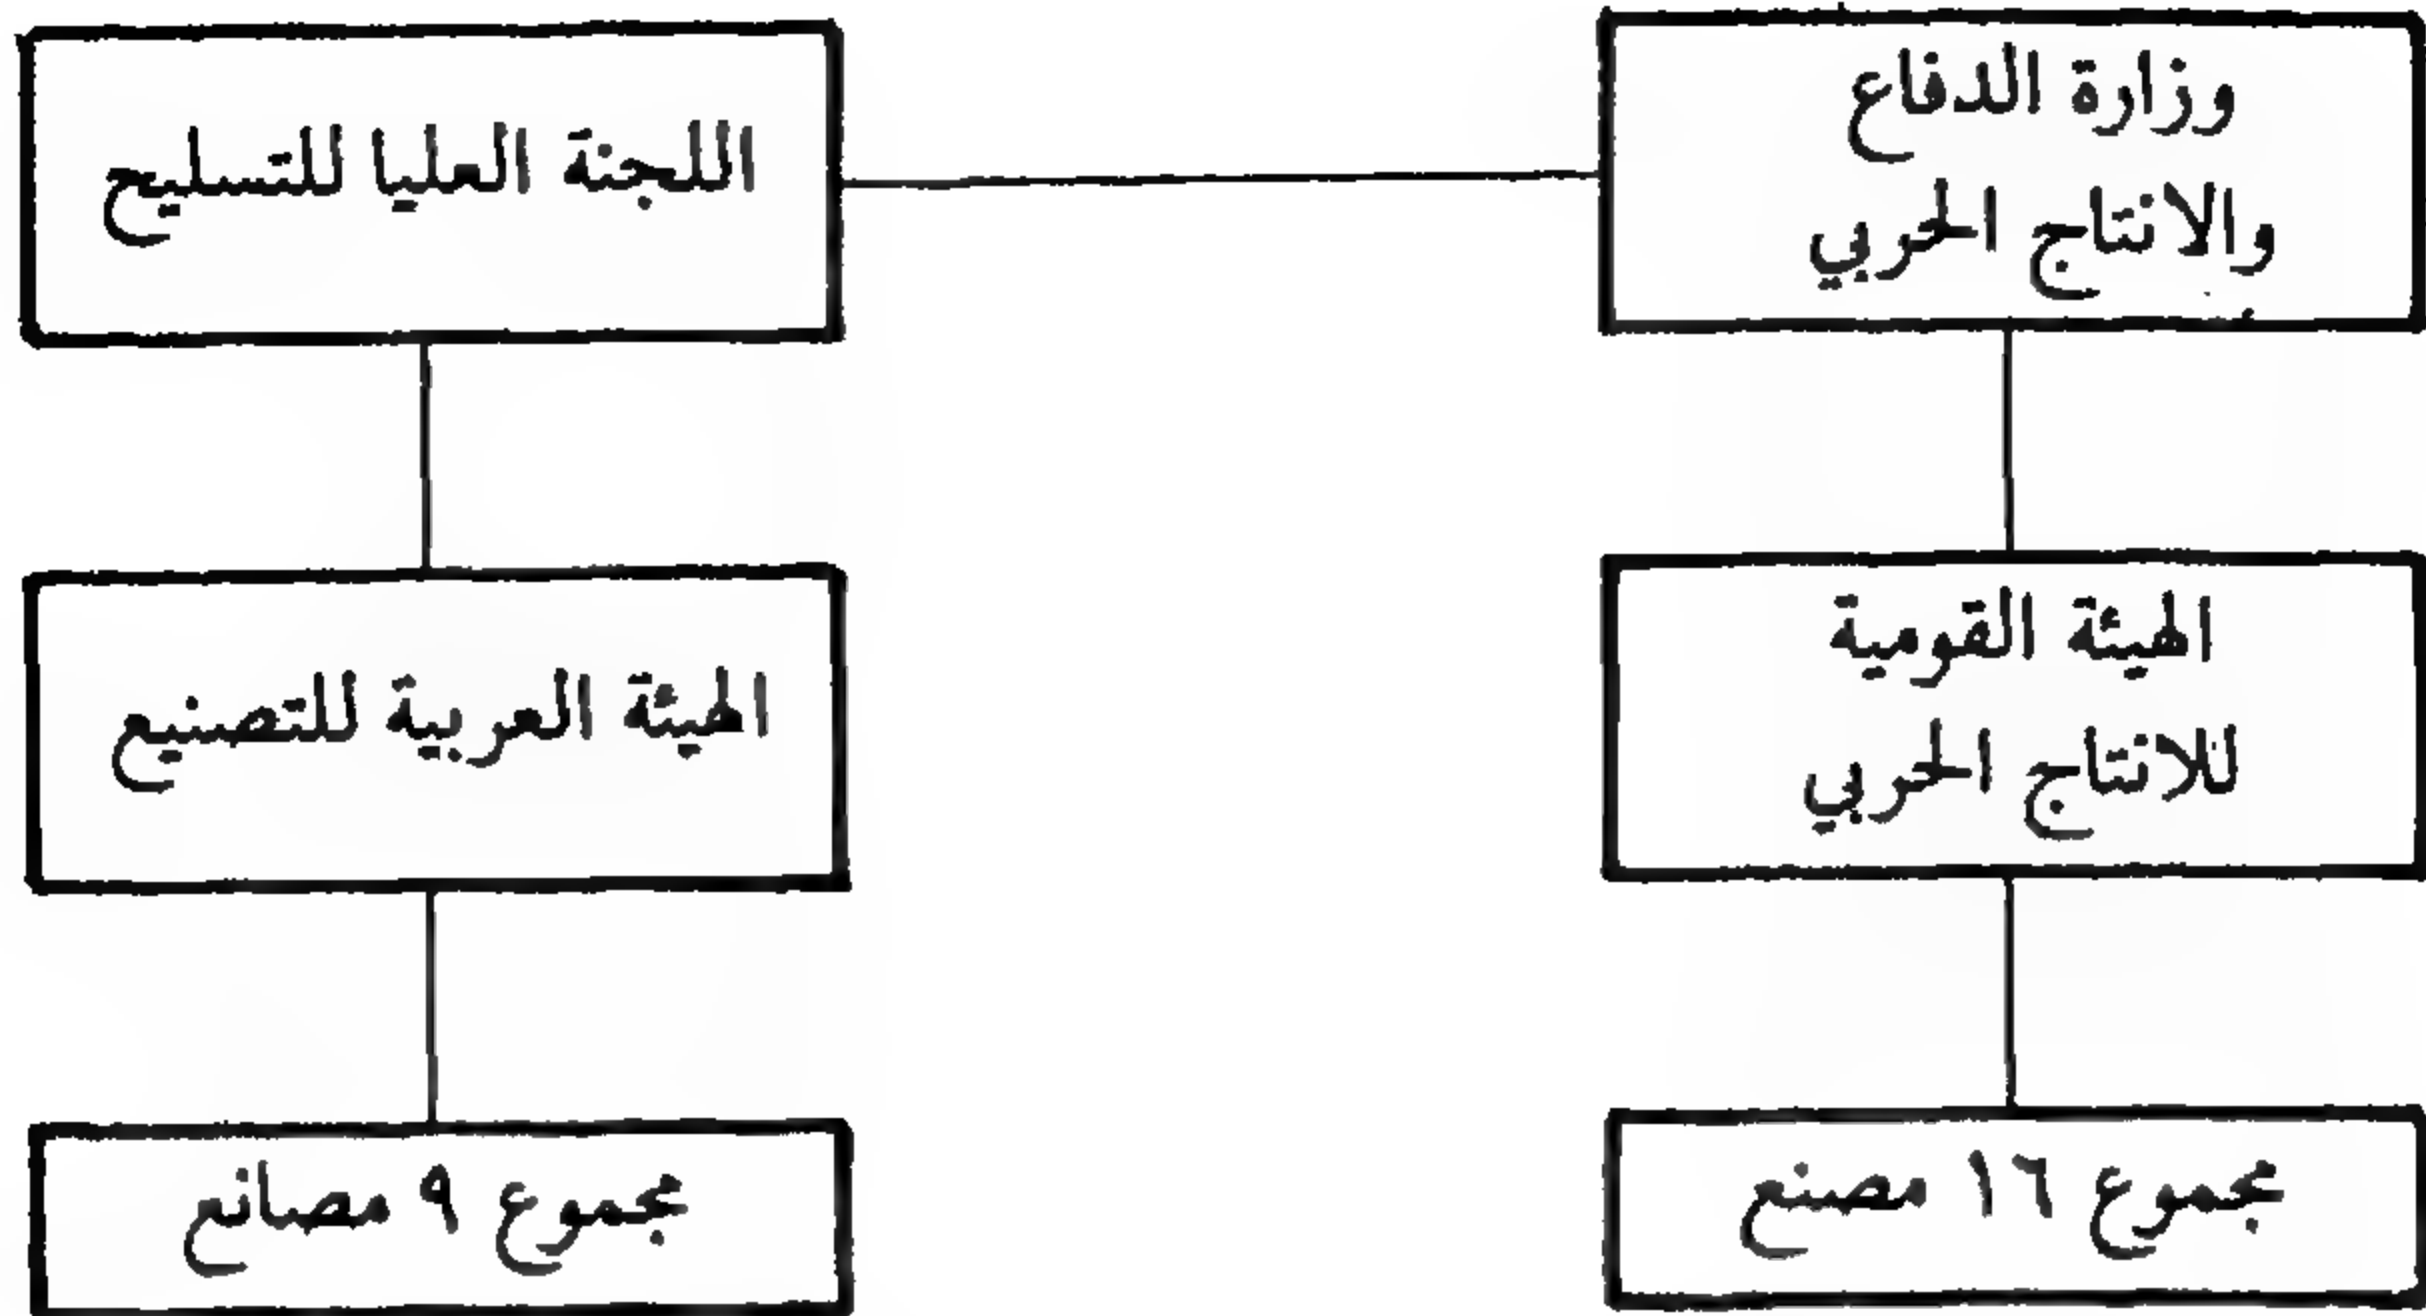 وزارة الدفاع
والانتاج الحربي
اللجنة العليا للتسليح
الهيئة القومية
للانتاج الحربي
الهيئة العربية للتصنيع
مجموع ١٦ مصنع
مجموع ٩ مصانع